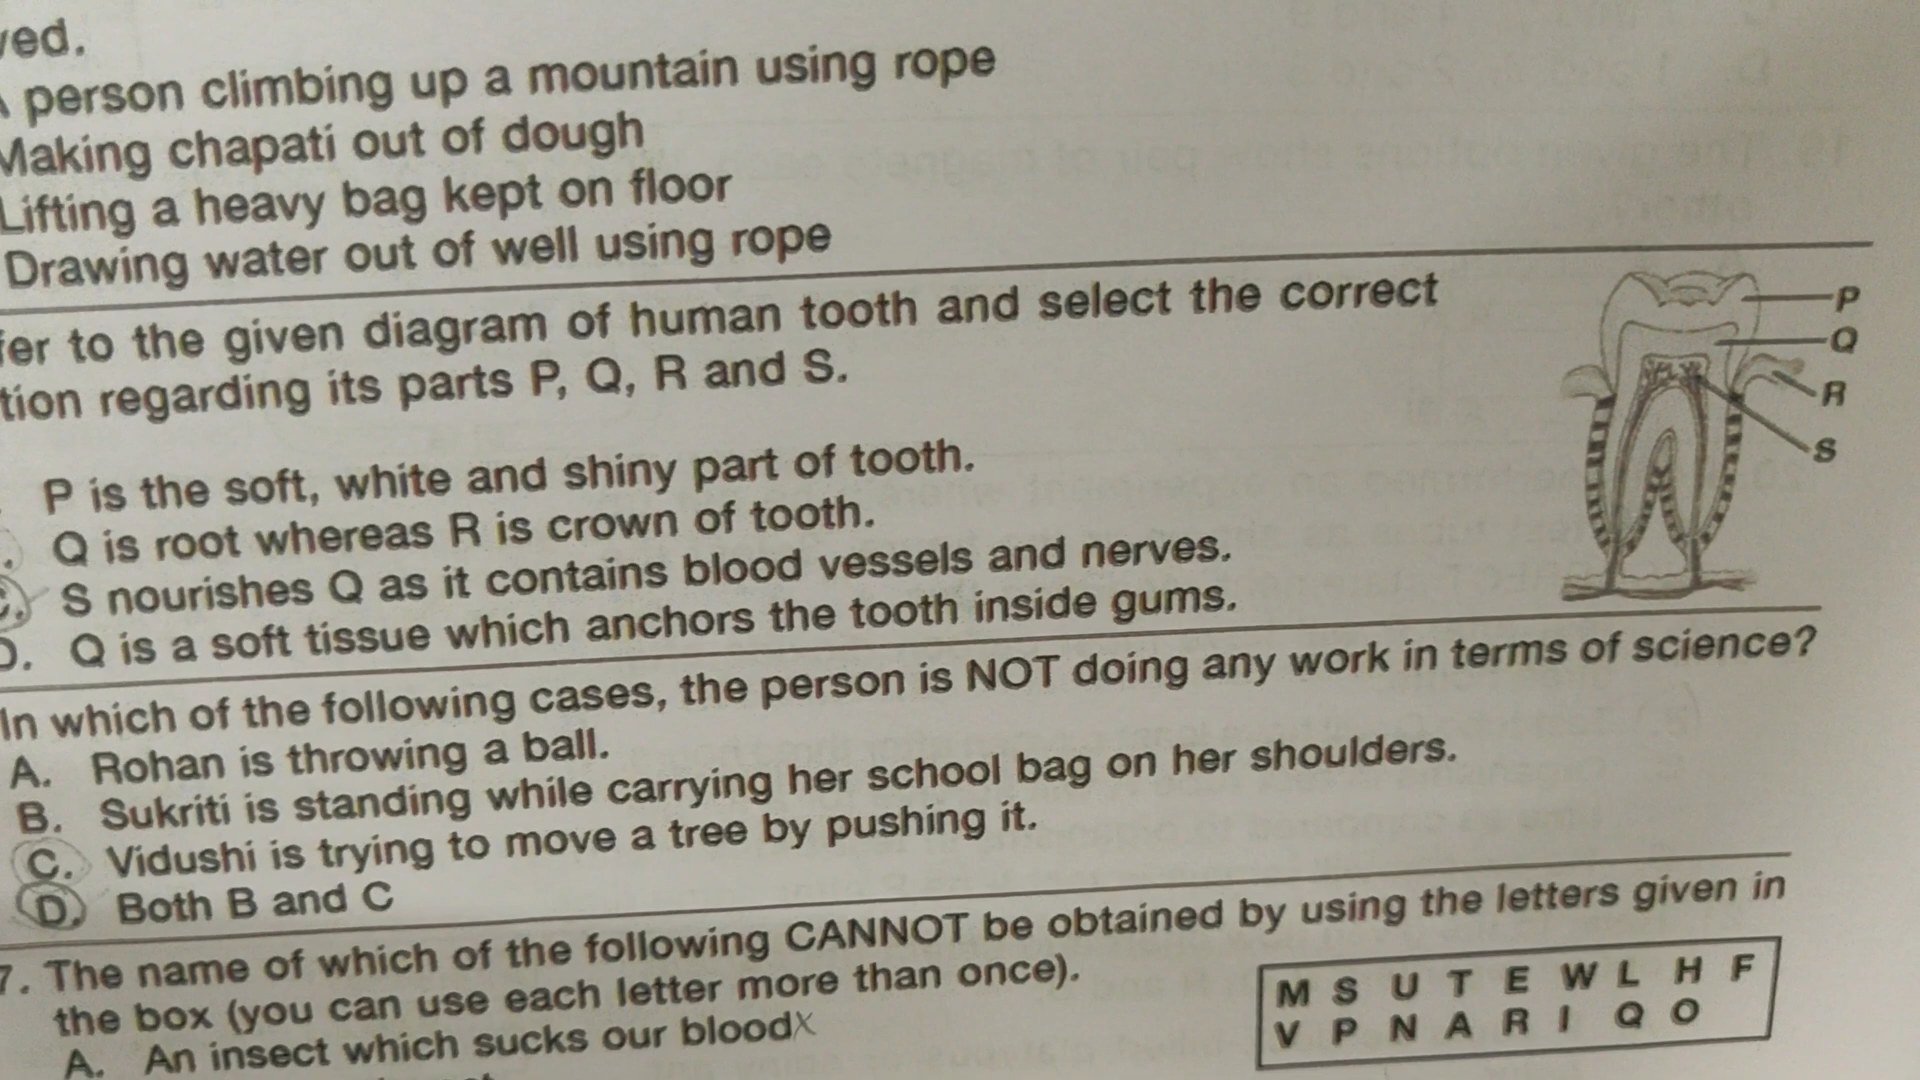 ved.
person climbing up a mountain using rope
Making chapati out of dough
Lifting a heavy bag kept on floor
Drawing water out of well using rope
fer to the given diagram of human tooth and select the correct
tion regarding its parts P, Q, R and S.
P
Q
R
S
P is the soft, white and shiny part of tooth.
Q is root whereas R is crown of tooth.
C. S nourishes Q as it contains blood vessels and nerves.
D. Q is a soft tissue which anchors the tooth inside gums.
In which of the following cases, the person is NOT doing any work in terms of science?
A. Rohan is throwing a ball.
B. Sukriti is standing while carrying her school bag on her shoulders.
C. Vidushi is trying to move a tree by pushing it.
D. Both B and C
7. The name of which of the following CANNOT be obtained by using the letters given in
the box (you can use each letter more than once).
A. An insect which sucks our blood
M S U T E W L H F
V P N A R I Q O